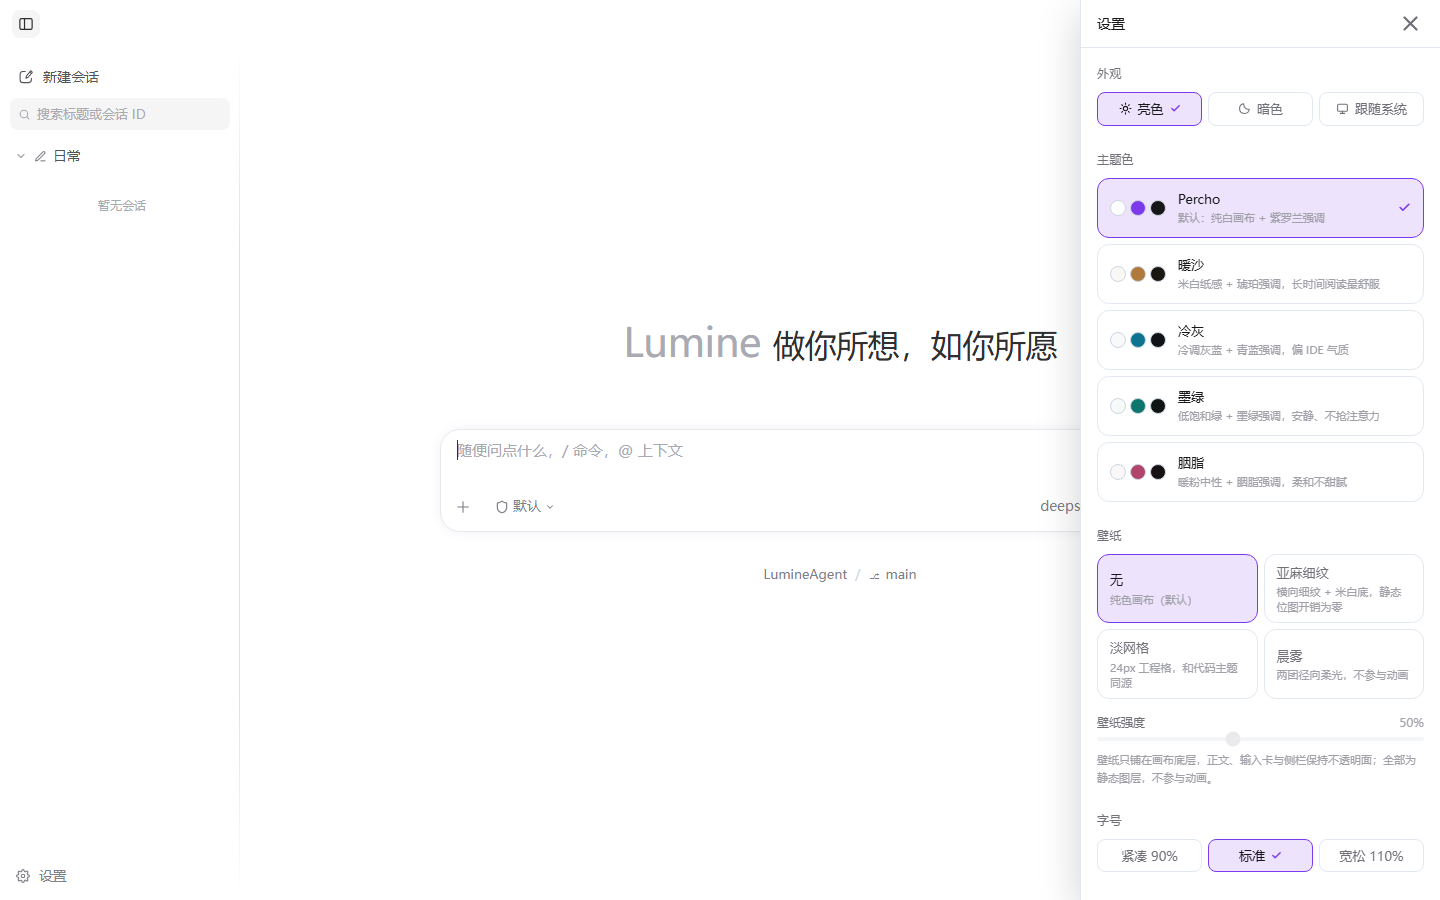 新建会话
搜索标题或会话 ID
日常
暂无会话
设置
Lumine 做你所想，如你所愿
随便问点什么，/ 命令，@ 上下文
默认
deeps
LumineAgent / main
设置
外观
亮色
暗色
跟随系统
主题色
Percho
默认：纯白画布 + 紫罗兰强调
暖沙
米白纸感 + 琥珀强调，长时间阅读最舒服
冷灰
冷调灰蓝 + 青蓝强调，偏 IDE 气质
墨绿
低饱和绿 + 墨绿强调，安静、不抢注意力
胭脂
暖粉中性 + 胭脂强调，柔和不甜腻
壁纸
无
纯色画布（默认）
亚麻细纹
横向细纹 + 米白底，静态
位图开销为零
淡网格
24px 工程格，和代码主题
同源
晨雾
两团径向柔光，不参与动画
壁纸强度
50%
壁纸只铺在画布底层，正文、输入卡与侧栏保持不透明面；全部为
静态图层，不参与动画。
字号
紧凑 90%
标准
宽松 110%